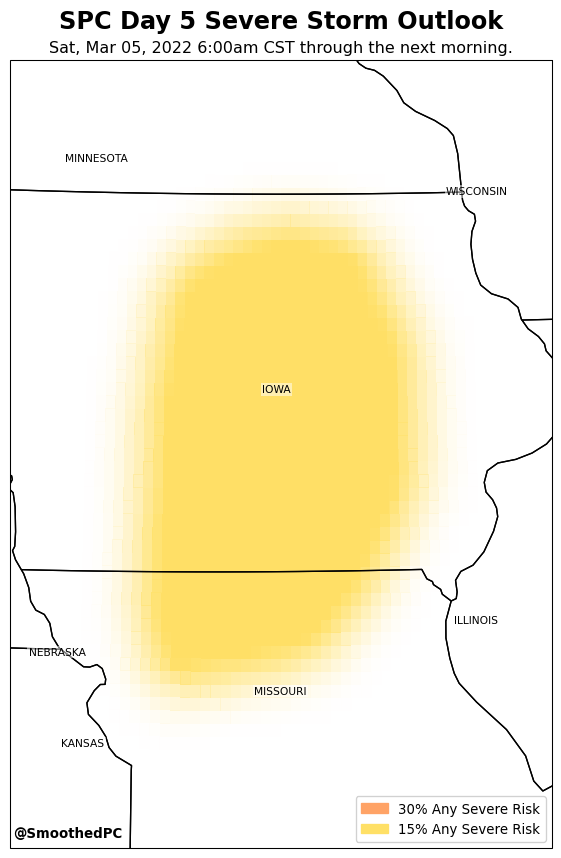 SPC Day 5 Severe Storm Outlook
Sat, Mar 05, 2022 6:00am CST through the next morning.
MINNESOTA
WISCONSIN
IOWA
ILLINOIS
NEBRASKA
MISSOURI
KANSAS
30% Any Severe Risk
15% Any Severe Risk
@SmoothedPC